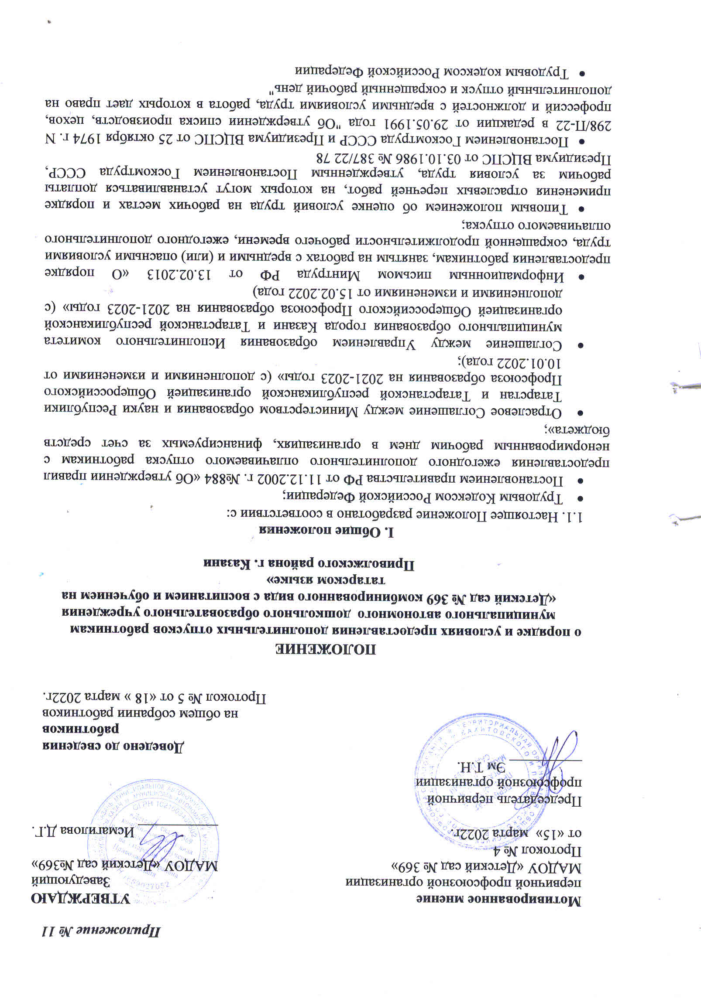 Приложение № 11
Мотивированное мнение
первичной профсоюзной организации
МАДОУ «Детский сад № 369»
Протокол № 4
от «15» марта 2022г.
Председатель первичной
профсоюзной организации
Эм Т.Н.
УТВЕРЖДАЮ
Заведующий
МАДОУ «Детский сад №369»
Исмагилова Д.Г.
Доведено до сведения
работников
на общем собрании работников
Протокол № 5 от «18 » марта 2022г.
ПОЛОЖЕНИЕ
о порядке и условиях предоставления дополнительных отпусков работникам
муниципального автономного дошкольного образовательного учреждения
«Детский сад № 369 комбинированного вида с воспитанием и обучением на
татарском языке»
Приволжского района г. Казани
I. Общие положения
1.1. Настоящее Положение разработано в соответствии с:
• Трудовым Кодексом Российской Федерации;
• Постановлением правительства РФ от 11.12.2002 г. №884 «Об утверждении правил
предоставления ежегодного дополнительного оплачиваемого отпуска работникам с
ненормированным рабочим днем в организациях, финансируемых за счет средств
бюджета»;
• Отраслевое Соглашение между Министерством образования и науки Республики
Татарстан и Татарстанской республиканской организацией Общероссийского
Профсоюза образования на 2021-2023 годы» (с дополнениями и изменениями от
10.01.2022 года);
• Соглашение между Управлением образования Исполнительного комитета
муниципального образования города Казани и Татарстанской республиканской
организацией Общероссийского Профсоюза образования на 2021-2023 годы» (с
дополнениями и изменениями от 15.02.2022 года)
• Информационным письмом Минтруда РФ от 13.02.2013 «О порядке
предоставления работникам, занятым на работах с вредными и (или) опасными условиями
труда, сокращенной продолжительности рабочего времени, ежегодного дополнительного
оплачиваемого отпуска;
• Типовым положением об оценке условий труда на рабочих местах и порядке
применения отраслевых перечней работ, на которых могут устанавливаться доплаты
рабочим за условия труда, утвержденным Постановлением Госкомтруда СССР,
Президиума ВЦСПС от 03.10.1986 № 387/22 78
• Постановлением Госкомтруда СССР и Президиума ВЦСПС от 25 октября 1974 г. N
298/П-22 в редакции от 29.05.1991 года "Об утверждении списка производств, цехов,
профессий и должностей с вредными условиями труда, работа в которых дает право на
дополнительный отпуск и сокращенный рабочий день"
• Трудовым кодексом Российской Федерации